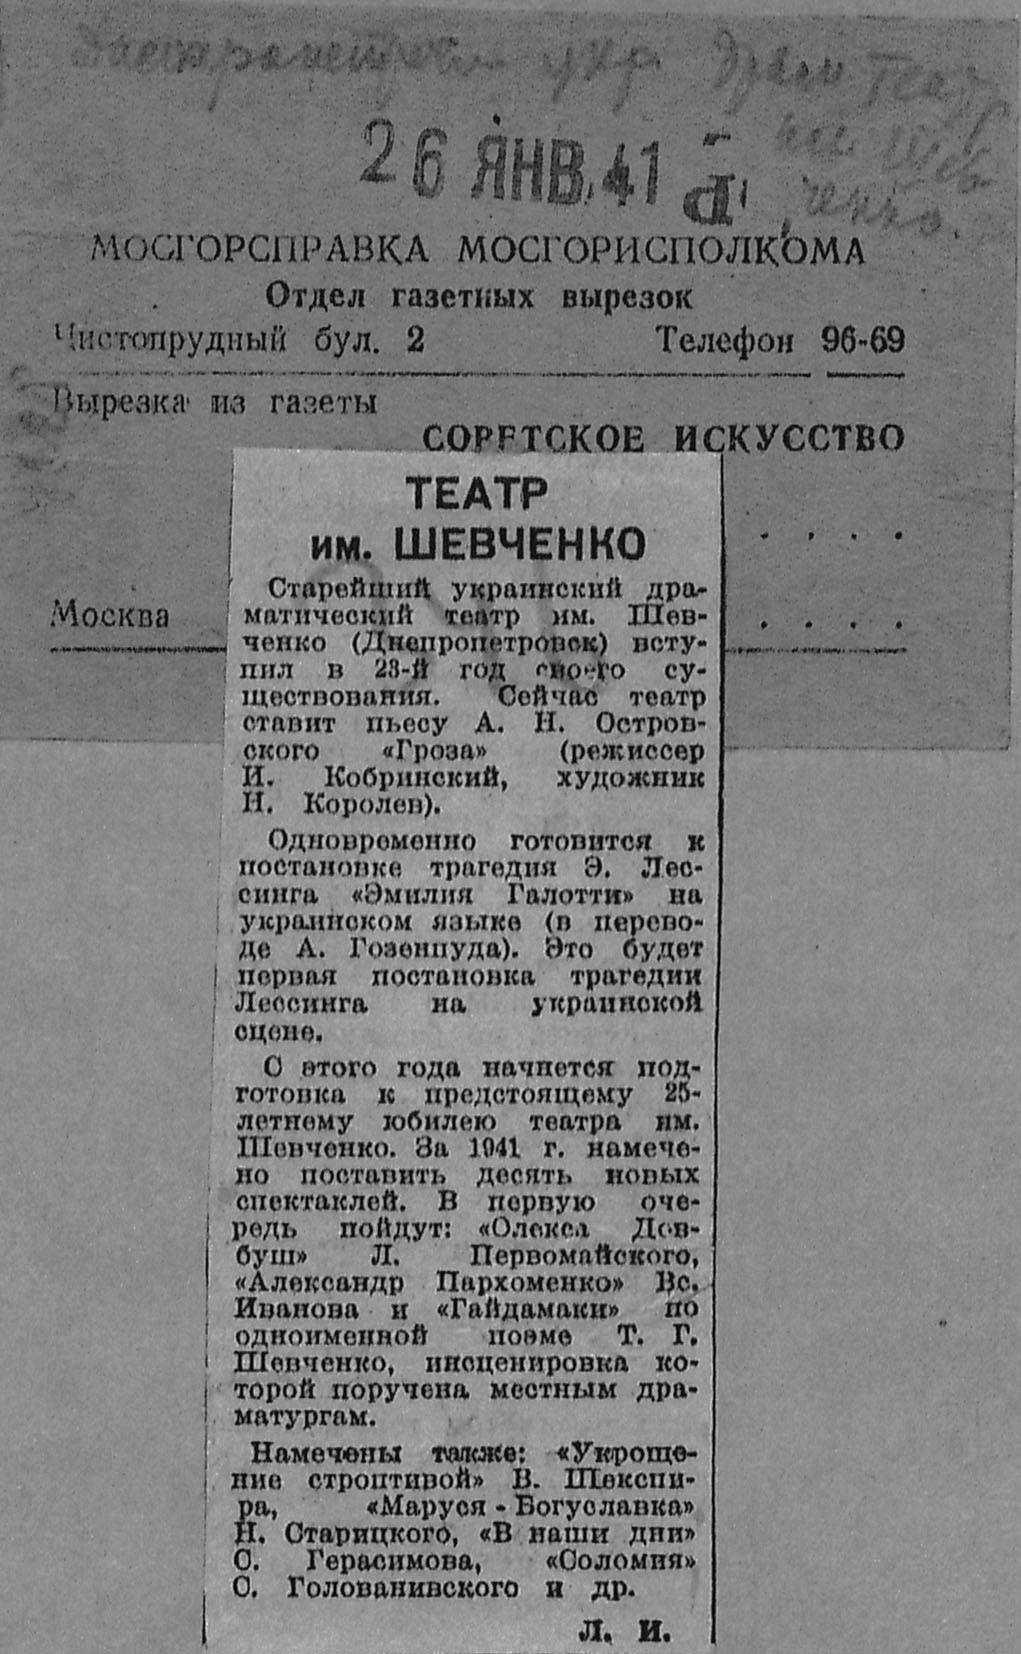 укр. драм театр
им. Шев
ченко.
26 ЯНВ. 41
МОСГОРСПРАВКА МОСГОРИСПОЛКОМА
Отдел газетных вырезок
Чистопрудный бул. 2 Телефон 96-69
Вырезка из газеты
СОВЕТСКОЕ ИСКУССТВО
Москва
ТЕАТР
им. ШЕВЧЕНКО
Старейший украинский дра-
матический театр им. Шев-
ченко (Днепропетровск) всту-
пил в 23-й год своего су-
ществования. Сейчас театр
ставит пьесу А. Н. Остров-
ского «Гроза» (режиссер
И. Кобринский, художник
Н. Королев).
Одновременно готовится к
постановке трагедия Э. Лес-
синга «Эмилия Галотти» на
украинском языке (в перево-
де А. Гозенпуда). Это будет
первая постановка трагедии
Лессинга на украинской
сцене.
С этого года начнется под-
готовка к предстоящему 25-
летнему юбилею театра им.
Шевченко. За 1941 г. намече-
но поставить десять новых
спектаклей. В первую оче-
редь пойдут: «Олекса Дов-
буш» Л. Первомайского,
«Александр Пархоменко» Вс.
Иванова и «Гайдамаки» по
одноименной поэме Т. Г.
Шевченко, инсценировка ко-
торой поручена местным дра-
матургам.
Намечены также: «Укроще-
ние строптивой» В. Шекспи-
ра, «Маруся - Богуславка»
Н. Старицкого, «В наши дни»
С. Герасимова, «Соломия»
С. Голованивского и др.
Л. И.